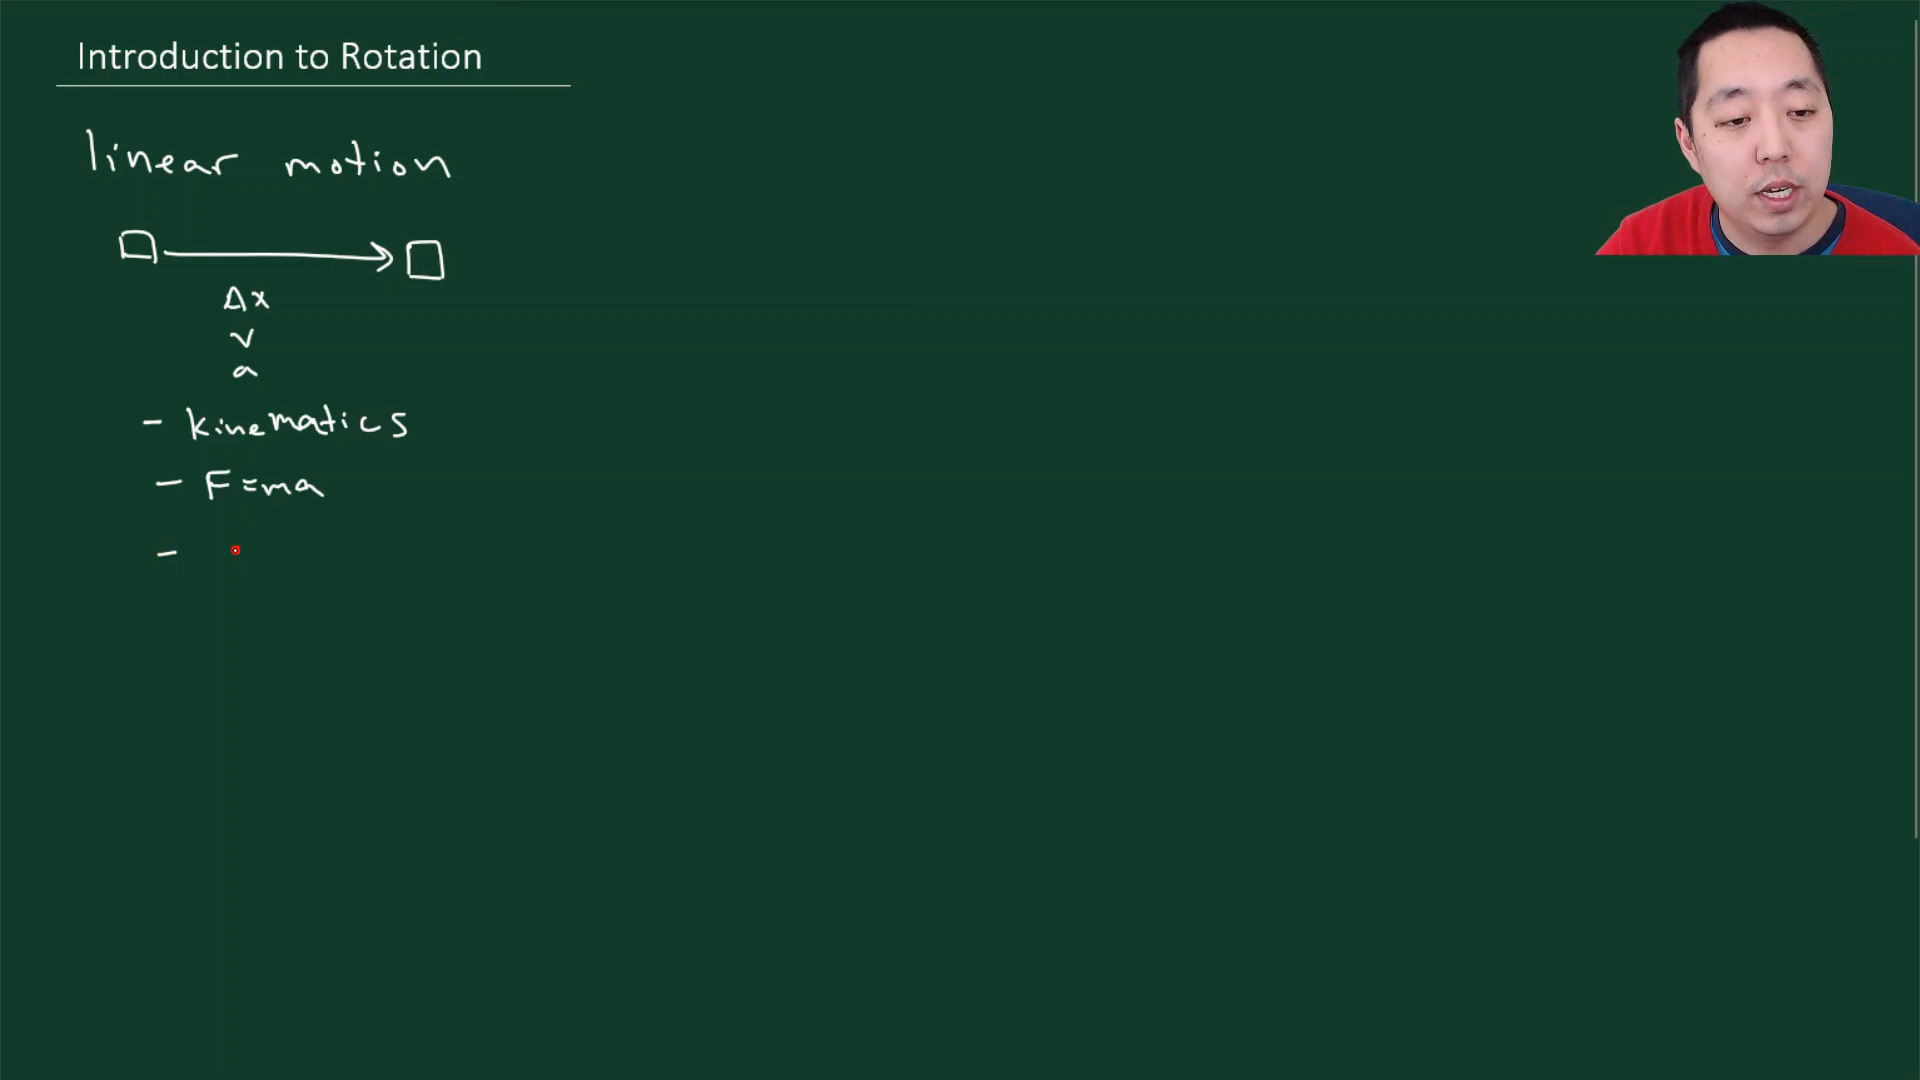 Introduction to Rotation
linear motion
Δx
v
a
- kinematics
- F=ma
-